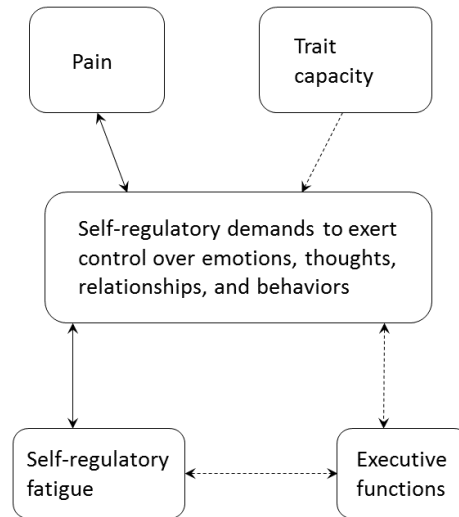 Pain
Trait
capacity
Self-regulatory demands to exert
control over emotions, thoughts,
relationships, and behaviors
Self-regulatory
fatigue
Executive
functions